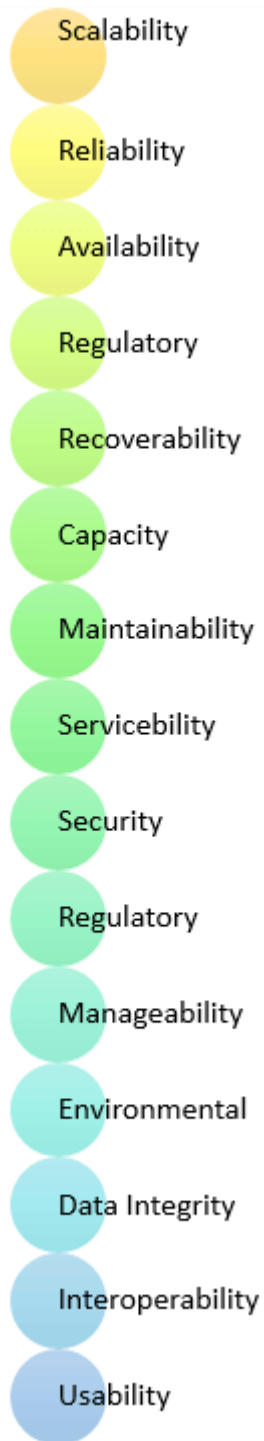 Scalability
Reliability
Availability
Regulatory
Recoverability
Capacity
Maintainability
Servicebility
Security
Regulatory
Manageability
Environmental
Data Integrity
Interoperability
Usability